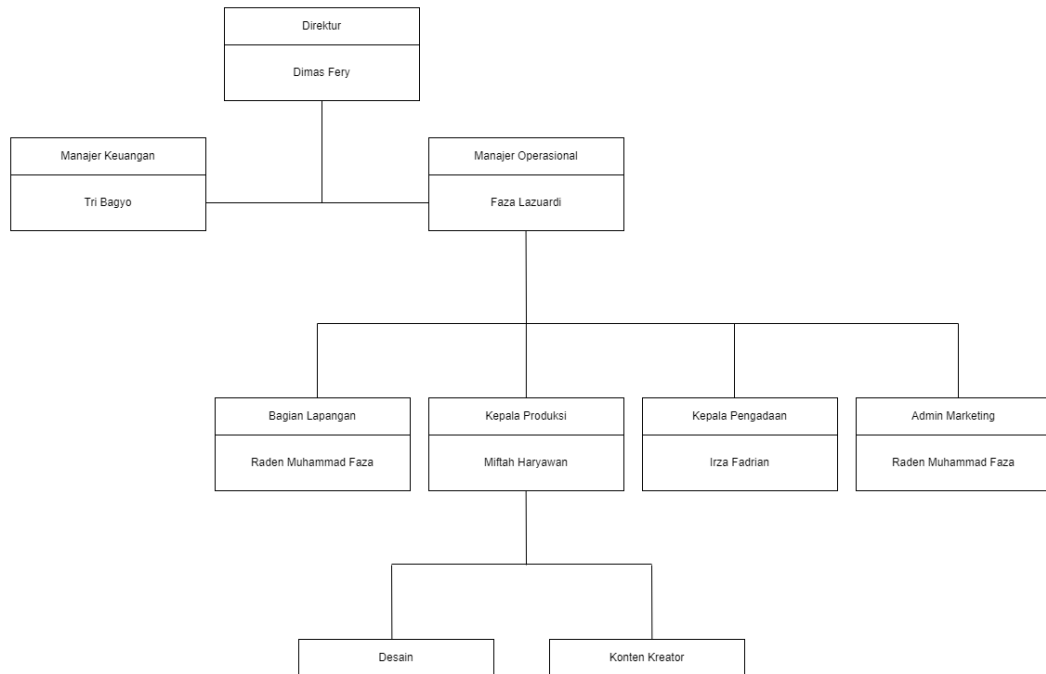 Direktur
Dimas Fery
Manajer Keuangan
Tri Bagyo
Manajer Operasional
Faza Lazuardi
Bagian Lapangan
Raden Muhammad Faza
Kepala Produksi
Miftah Haryawan
Kepala Pengadaan
Irza Fadrian
Admin Marketing
Raden Muhammad Faza
Desain
Konten Kreator